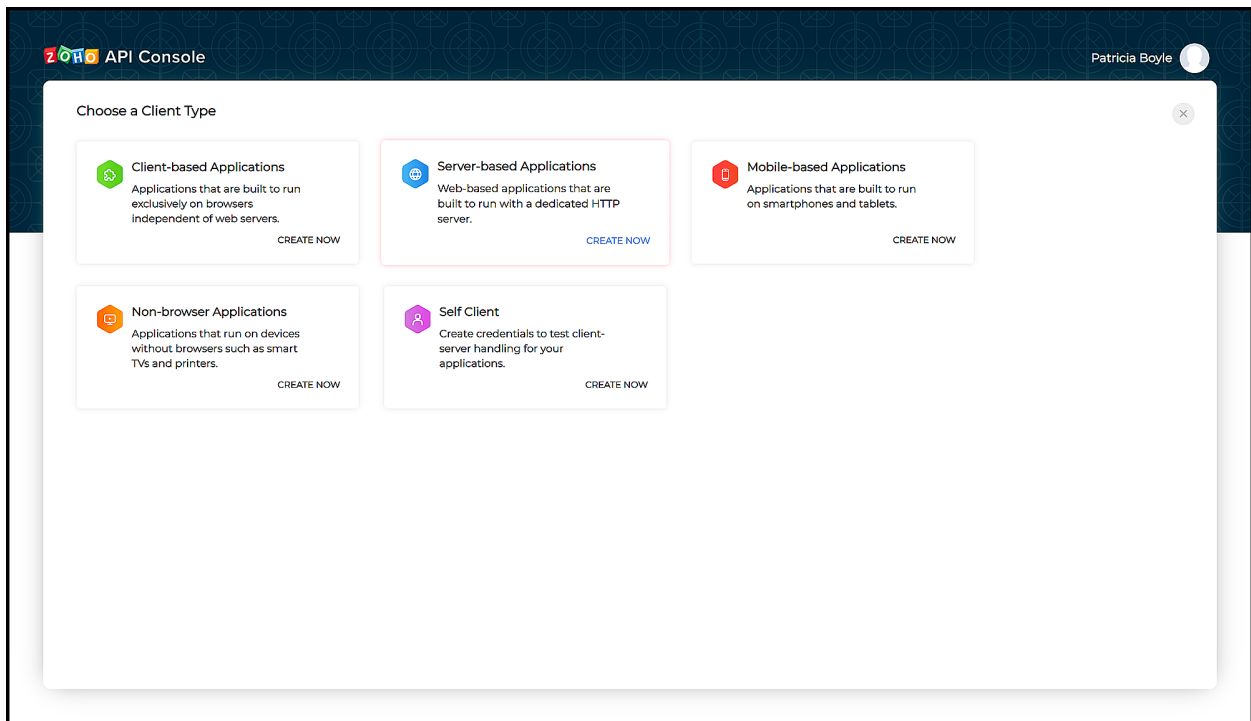 ZOHO API Console
Patricia Boyle
Choose a Client Type
Client-based Applications
Applications that are built to run
exclusively on browsers
independent of web servers.
CREATE NOW
Server-based Applications
Web-based applications that are
built to run with a dedicated HTTP
server.
CREATE NOW
Mobile-based Applications
Applications that are built to run
on smartphones and tablets.
CREATE NOW
Non-browser Applications
Applications that run on devices
without browsers such as smart
TVs and printers.
CREATE NOW
Self Client
Create credentials to test client-
server handling for your
applications.
CREATE NOW